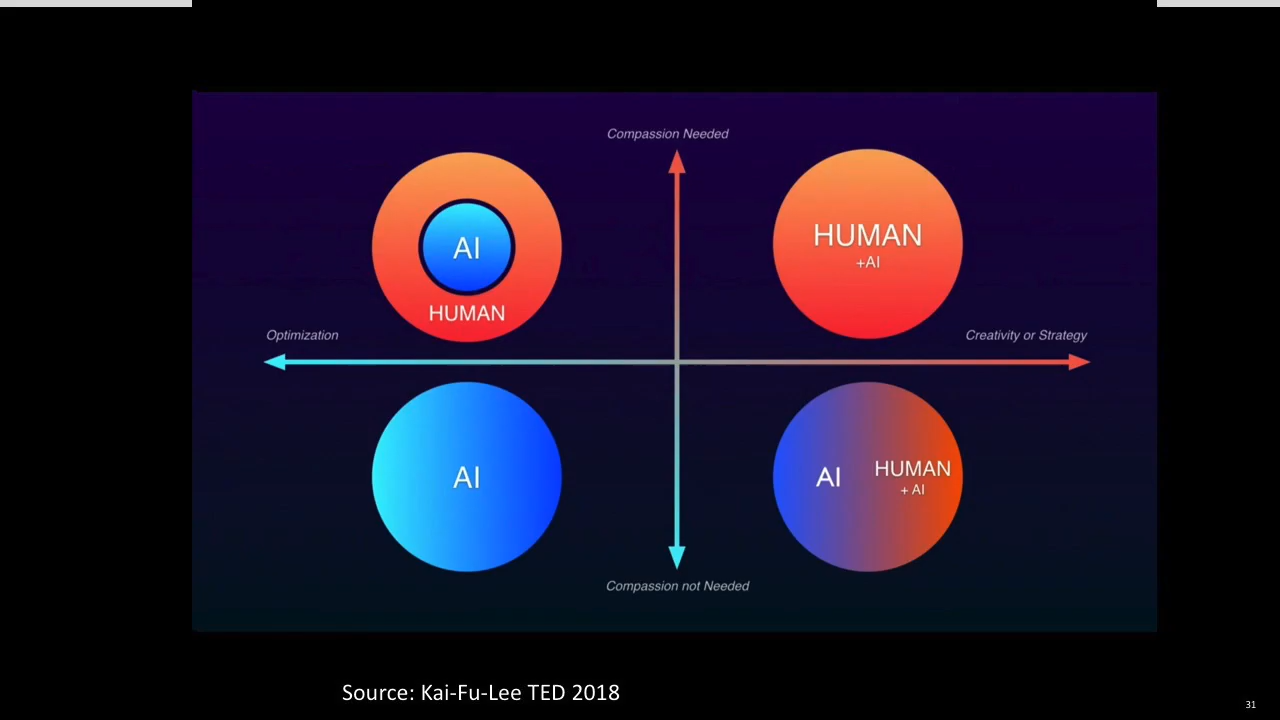 Compassion Needed
AI
HUMAN
HUMAN
+AI
Optimization
Creativity or Strategy
AI
AI
HUMAN
+ AI
Compassion not Needed
Source: Kai-Fu-Lee TED 2018
31